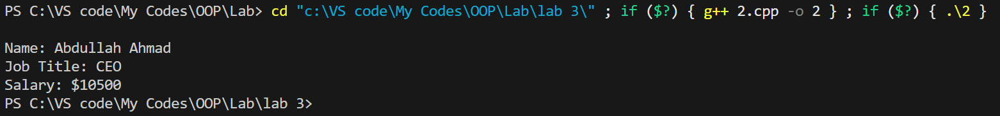 PS C:\VS code\My Codes\OOP\Lab> cd "c:\VS code\My Codes\OOP\Lab\lab 3\" ; if ($?) { g++ 2.cpp -o 2 } ; if ($?) { .\2 }
Name: Abdullah Ahmad
Job Title: CEO
Salary: $10500
PS C:\VS code\My Codes\OOP\Lab\lab 3>